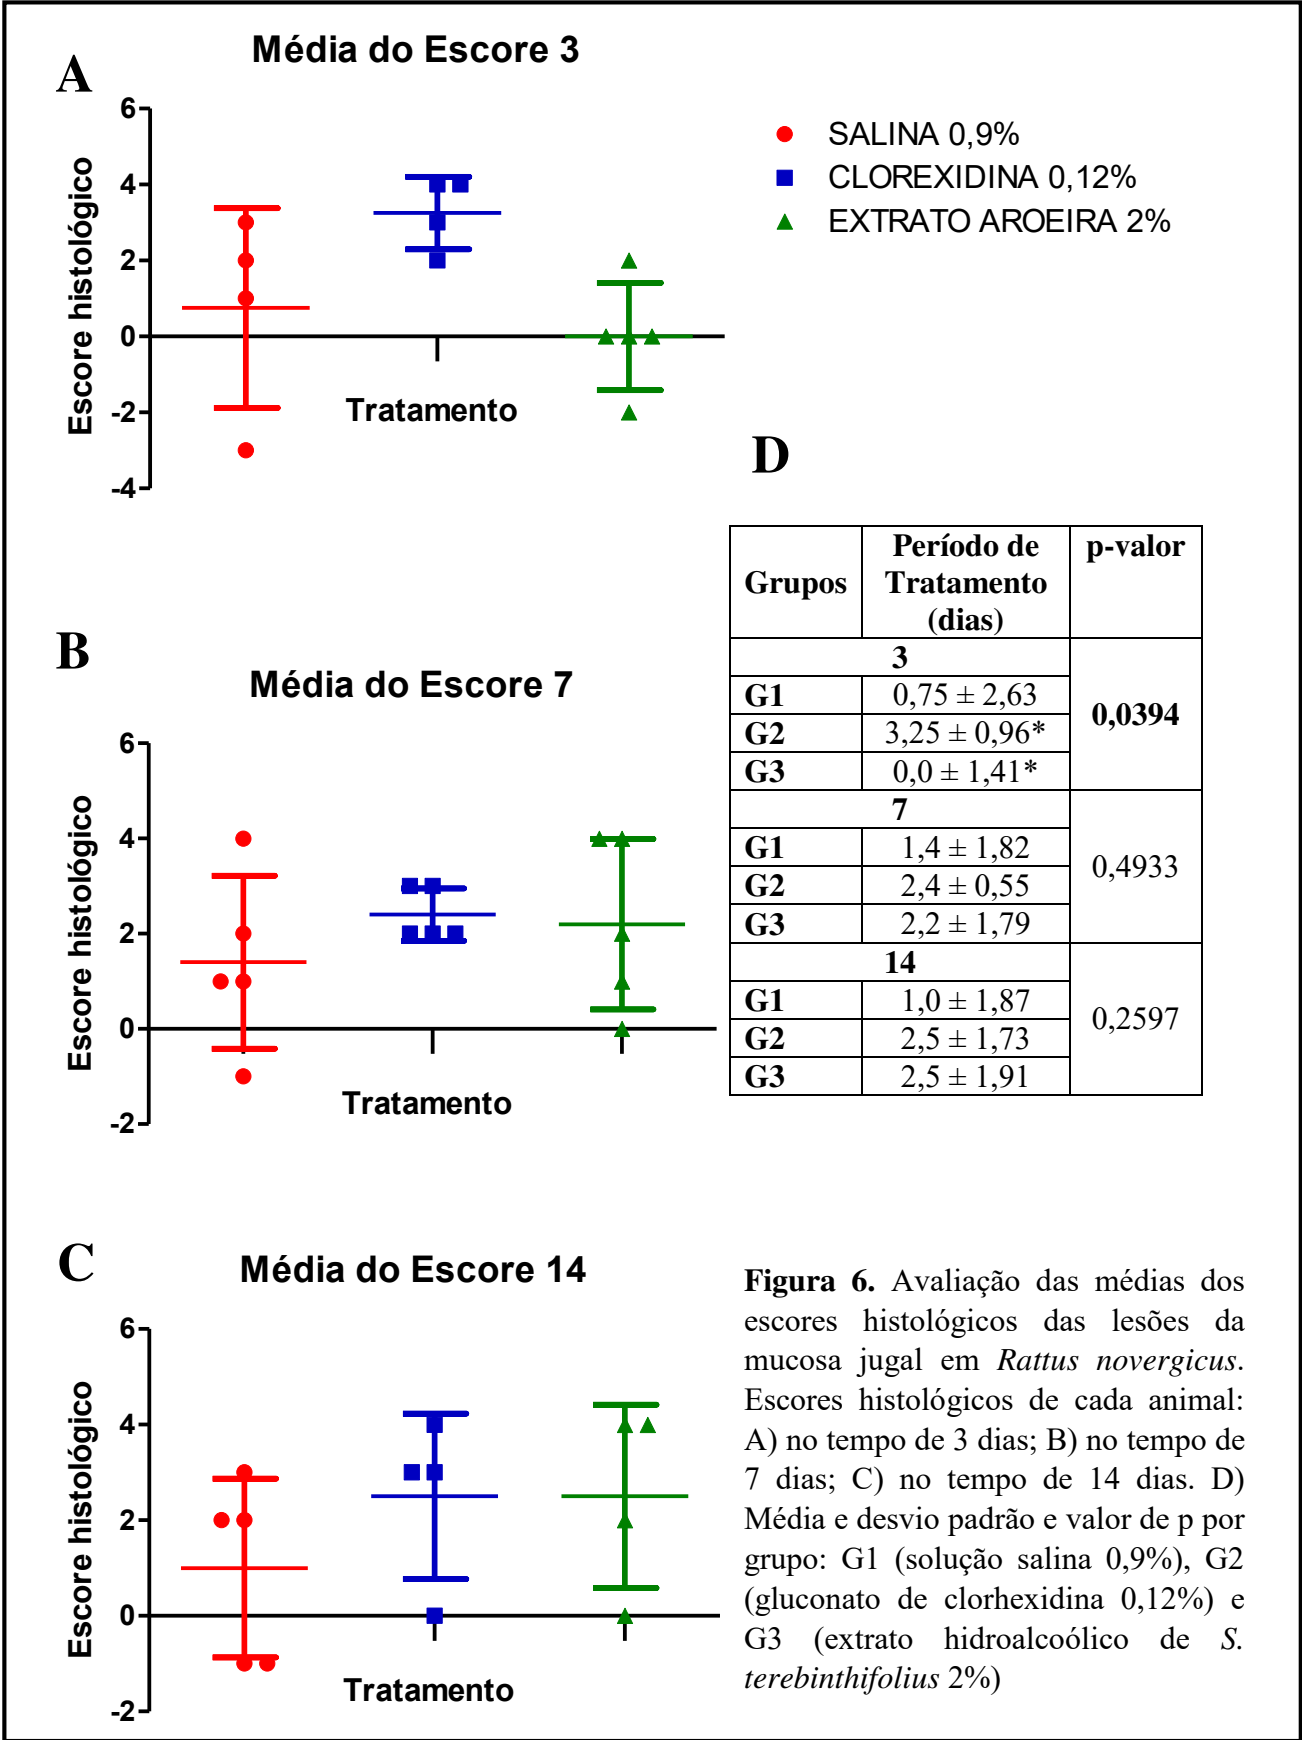 A
Média do Escore 3
6
4
2
0
-2
-4
Escore histológico
Tratamento
SALINA 0,9%
CLOREXIDINA 0,12%
EXTRATO AROEIRA 2%
B
Média do Escore 7
6
4
2
0
-2
Escore histológico
Tratamento
C
Média do Escore 14
6
4
2
0
-2
Escore histológico
Tratamento
D
Grupos Período de Tratamento (dias) p-valor
3
G1 0,75 ± 2,63
G2 3,25 ± 0,96*
G3 0,0 ± 1,41*
0,0394
7
G1 1,4 ± 1,82
G2 2,4 ± 0,55
G3 2,2 ± 1,79
0,4933
14
G1 1,0 ± 1,87
G2 2,5 ± 1,73
G3 2,5 ± 1,91
0,2597
Figura 6. Avaliação das médias dos
escores histológicos das lesões da
mucosa jugal em Rattus novergicus.
Escores histológicos de cada animal:
A) no tempo de 3 dias; B) no tempo de
7 dias; C) no tempo de 14 dias. D)
Média e desvio padrão e valor de p por
grupo: G1 (solução salina 0,9%), G2
(gluconato de clorhexidina 0,12%) e
G3 (extrato hidroalcoólico de S.
terebinthifolius 2%)